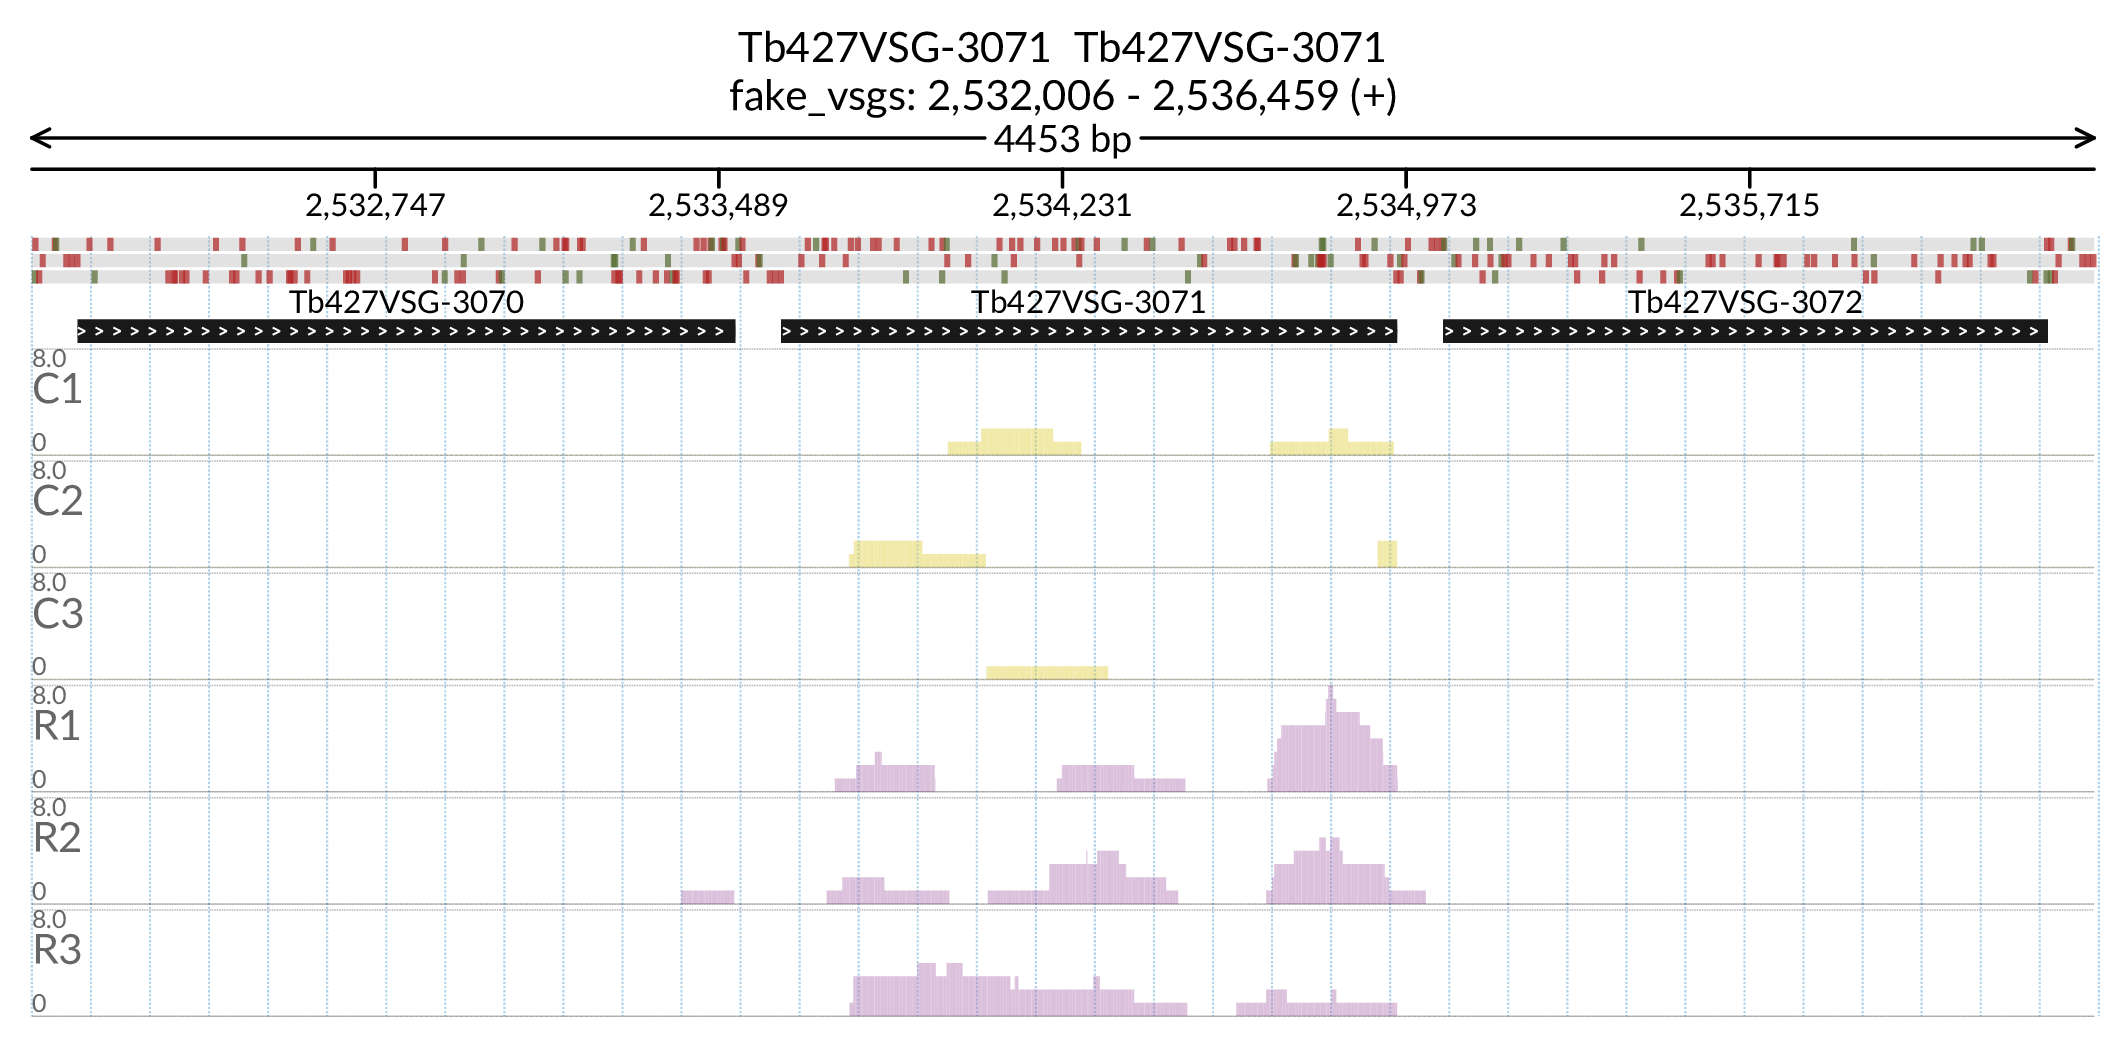 Tb427VSG-3071 Tb427VSG-3071
fake_vsgs: 2,532,006 - 2,536,459 (+)
4453 bp
2,532,747 2,533,489 2,534,231 2,534,973 2,535,715
Tb427VSG-3070 Tb427VSG-3071 Tb427VSG-3072
8.0
C1
0
8.0
C2
0
8.0
C3
0
8.0
R1
0
8.0
R2
0
8.0
R3
0